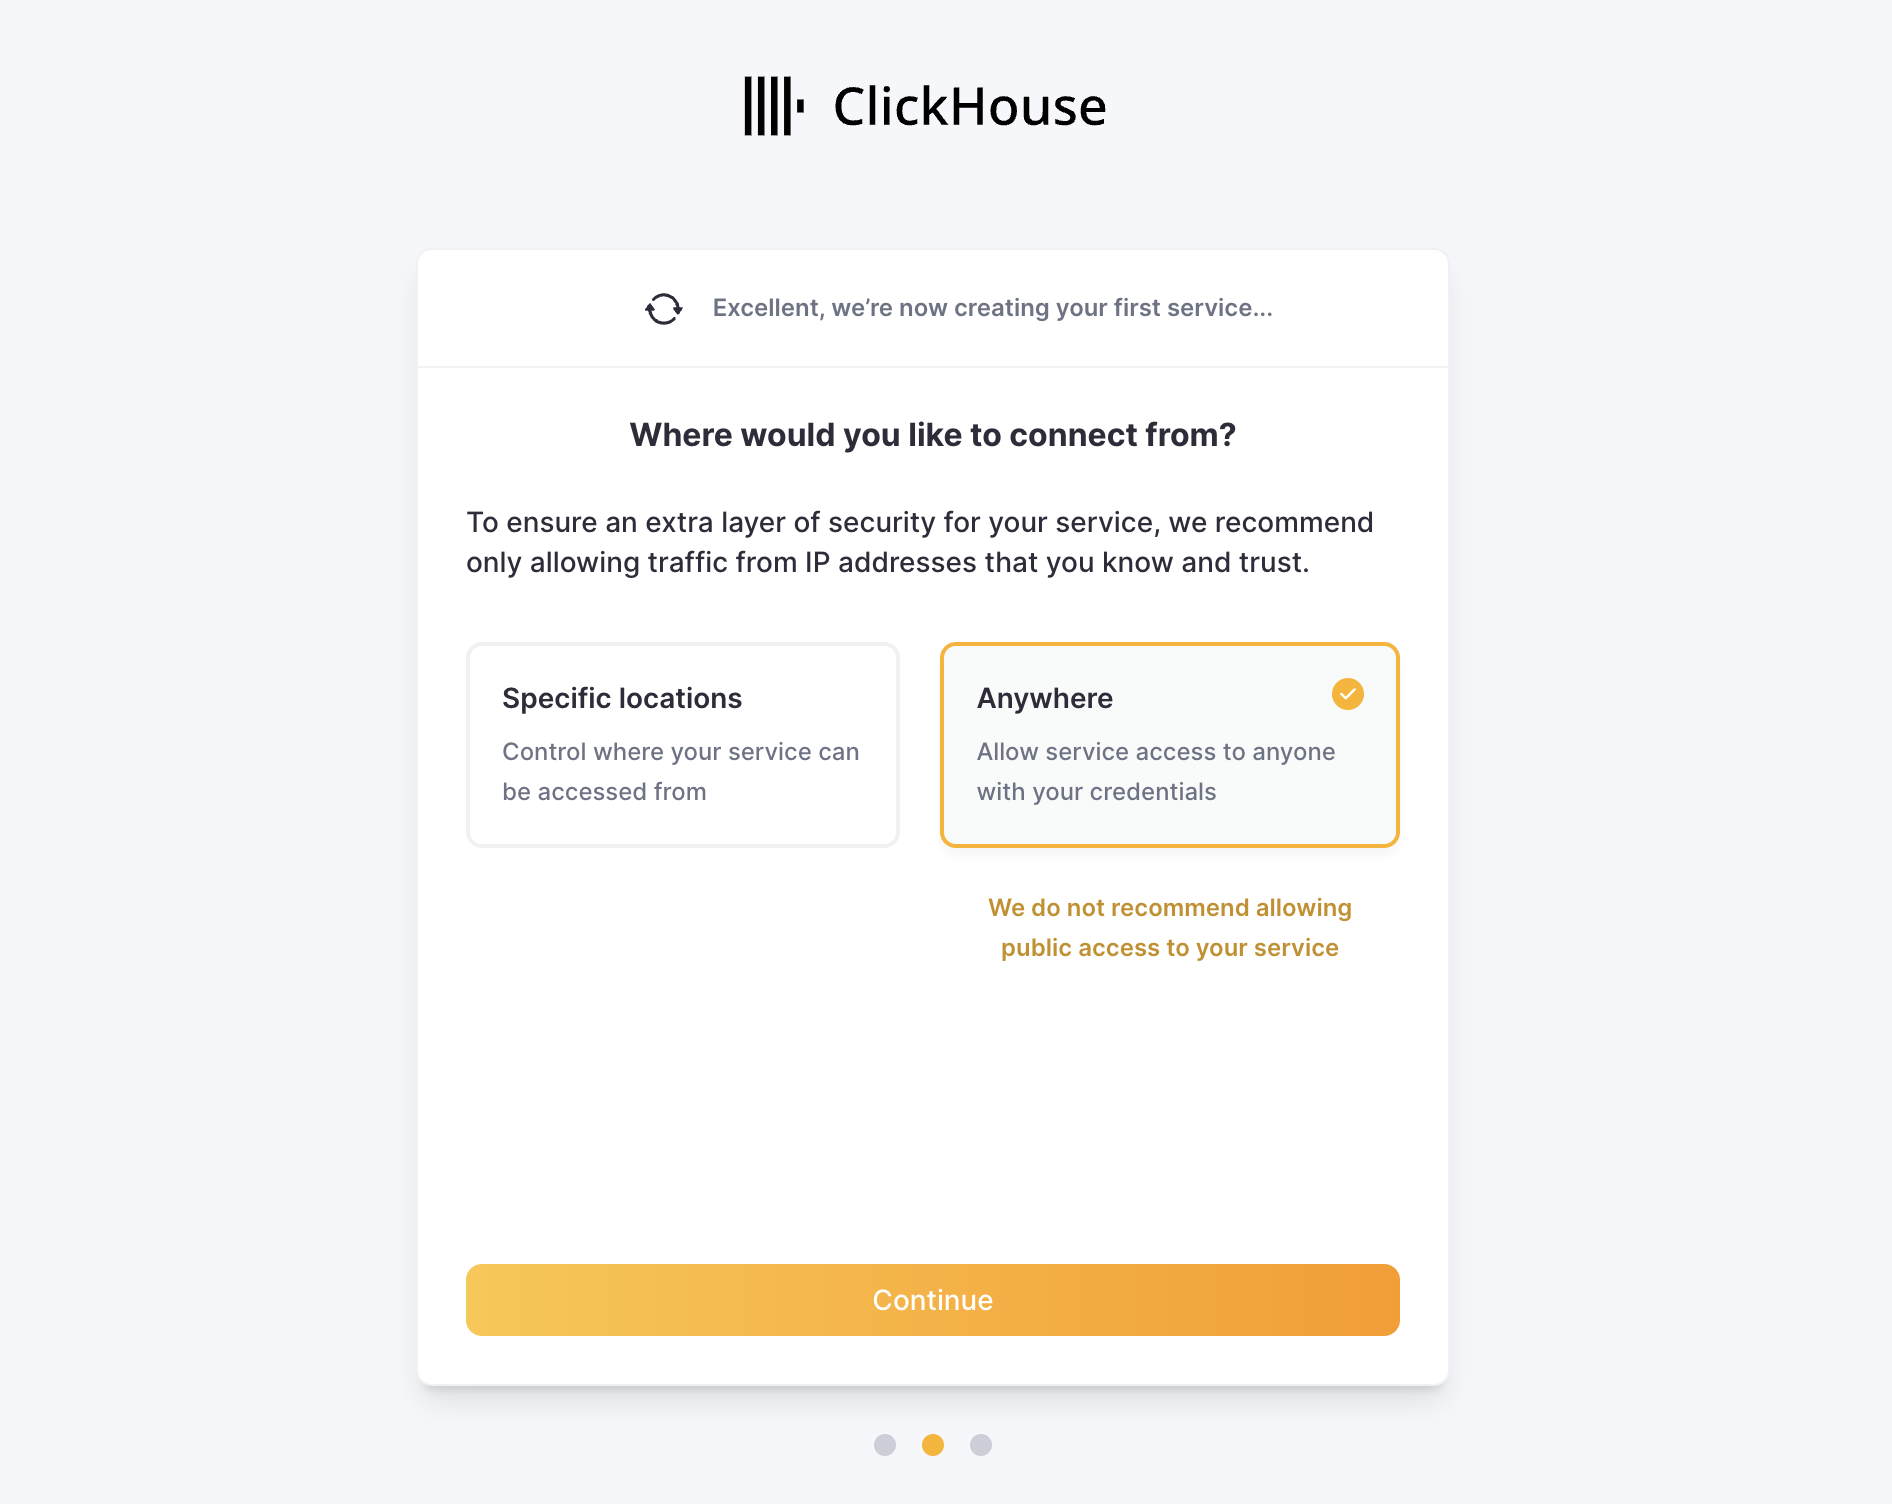 ClickHouse
Excellent, we’re now creating your first service...
Where would you like to connect from?
To ensure an extra layer of security for your service, we recommend
only allowing traffic from IP addresses that you know and trust.
Specific locations
Control where your service can
be accessed from
Anywhere
Allow service access to anyone
with your credentials
We do not recommend allowing
public access to your service
Continue